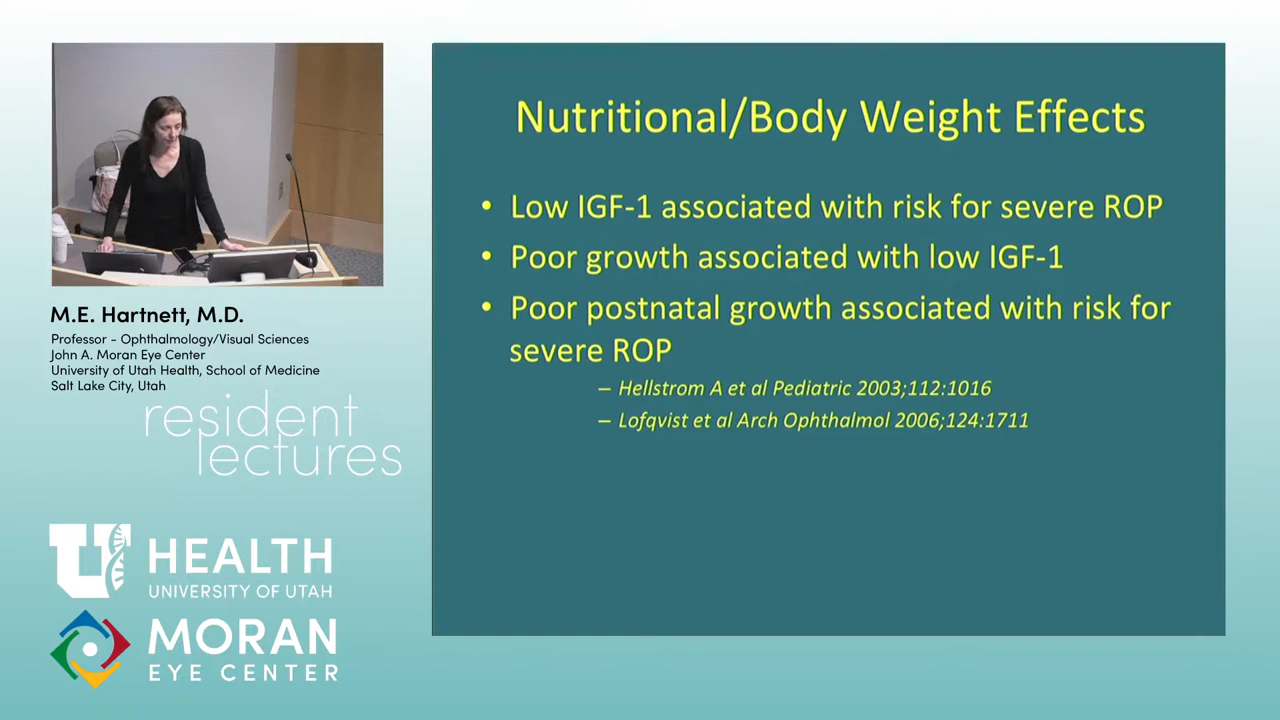 M.E. Hartnett, M.D.
Professor - Ophthalmology/Visual Sciences
John A. Moran Eye Center
University of Utah Health, School of Medicine
Salt Lake City, Utah
resident
lectures
U
HEALTH
UNIVERSITY OF UTAH
MORAN
EYE CENTER
Nutritional/Body Weight Effects
• Low IGF-1 associated with risk for severe ROP
• Poor growth associated with low IGF-1
• Poor postnatal growth associated with risk for
severe ROP
– Hellstrom A et al Pediatric 2003;112:1016
– Lofqvist et al Arch Ophthalmol 2006;124:1711